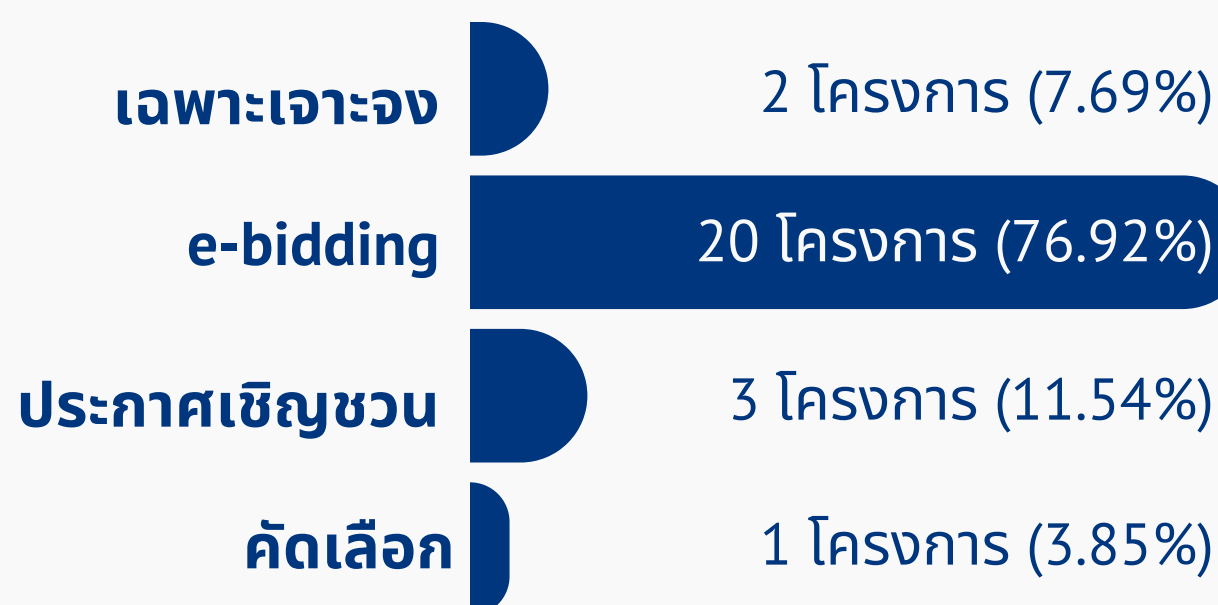 เฉพาะเจาะจง 2 โครงการ (7.69%)
e-bidding 20 โครงการ (76.92%)
ประกาศเชิญชวน 3 โครงการ (11.54%)
คัดเลือก 1 โครงการ (3.85%)